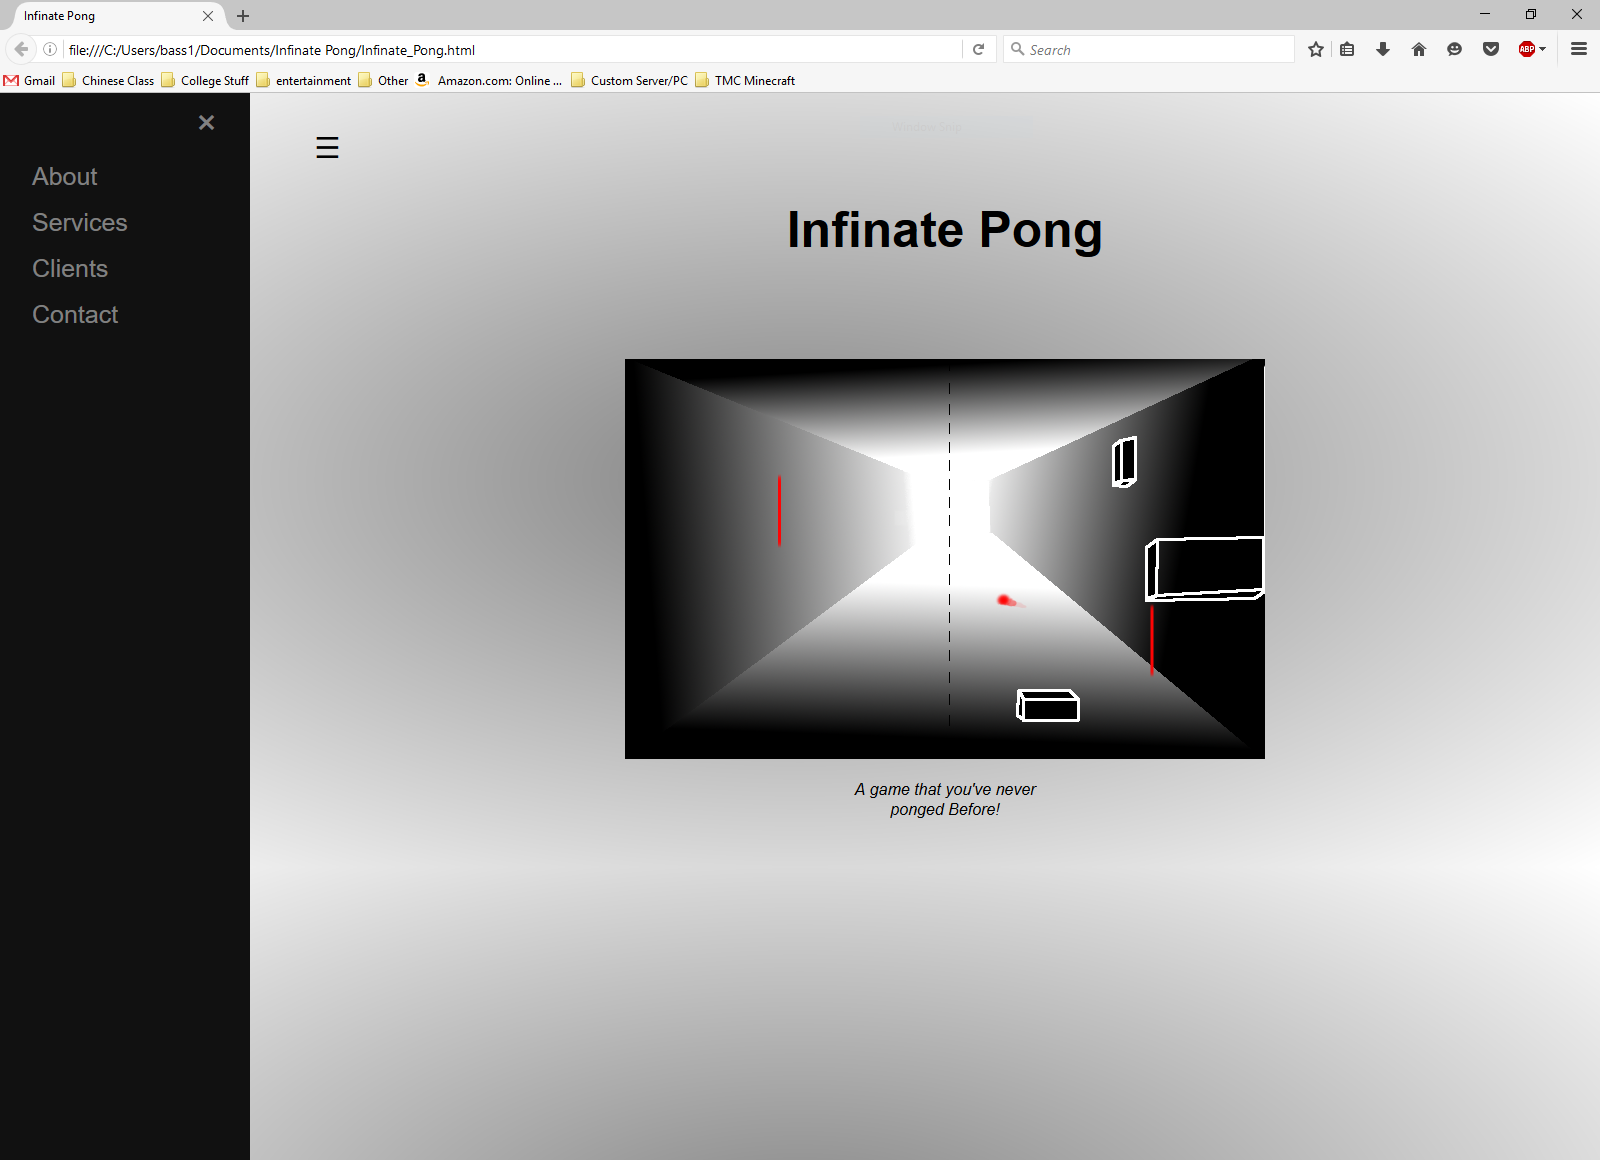 Infinate Pong
file:///C:/Users/bass1/Documents/Infinate Pong/Infinate_Pong.html
Search
ABP
Gmail
Chinese Class
College Stuff
entertainment
Other
a
Amazon.com: Online ...
Custom Server/PC
TMC Minecraft
About
Services
Clients
Contact
Infinate Pong
A game that you've never
ponged Before!